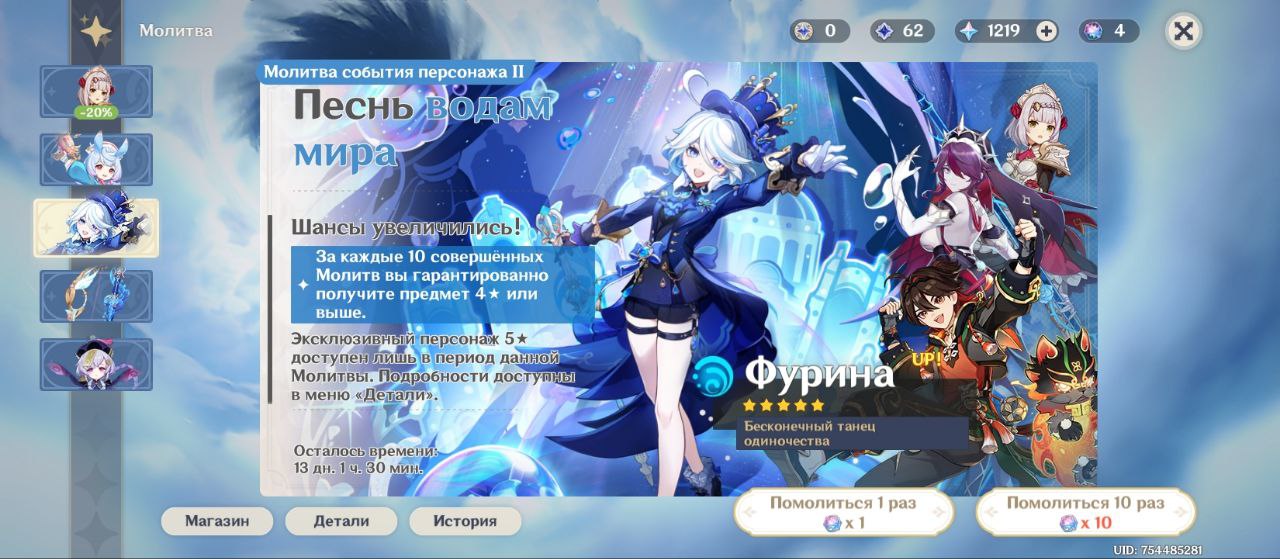 Молитва
0
62
1219
4
-20%
Молитва события персонажа II
Песнь водам
мира
Шансы увеличились!
За каждые 10 совершённых
Молитв вы гарантированно
получите предмет 4★ или
выше.
Эксклюзивный персонаж 5★
доступен лишь в период данной
Молитвы. Подробности доступны
в меню «Детали».
Осталось времени:
13 дн. 1 ч. 30 мин.
UP!
Фурина
Бесконечный танец
одиночества
Магазин
Детали
История
Помолиться 1 раз
x 1
Помолиться 10 раз
x 10
UID: 754485281